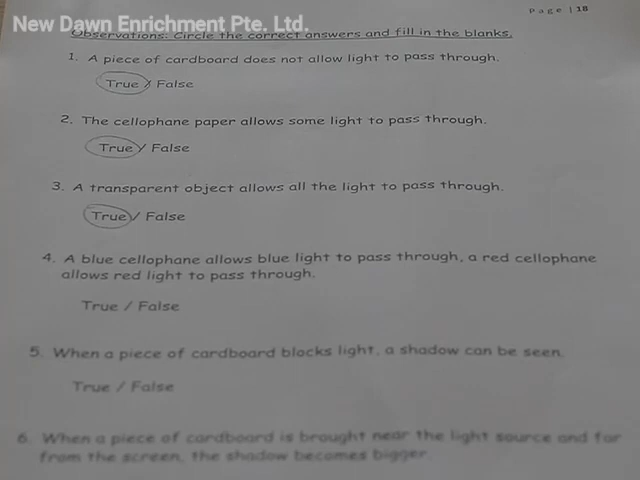 New Dawn Enrichment Pte. Ltd.
Page | 18
Observations: Circle the correct answers and fill in the blanks.
1. A piece of cardboard does not allow light to pass through.
True / False
2. The cellophane paper allows some light to pass through.
True / False
3. A transparent object allows all the light to pass through.
True / False
4. A blue cellophane allows blue light to pass through, a red cellophane
allows red light to pass through.
True / False
5. When a piece of cardboard blocks light, a shadow can be seen.
True / False
6. When a piece of cardboard is brought near the light source and far
from the screen, the shadow becomes bigger.